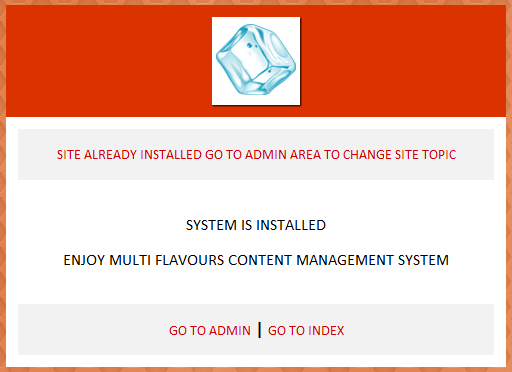 SITE ALREADY INSTALLED GO TO ADMIN AREA TO CHANGE SITE TOPIC
SYSTEM IS INSTALLED
ENJOY MULTI FLAVOURS CONTENT MANAGEMENT SYSTEM
GO TO ADMIN | GO TO INDEX